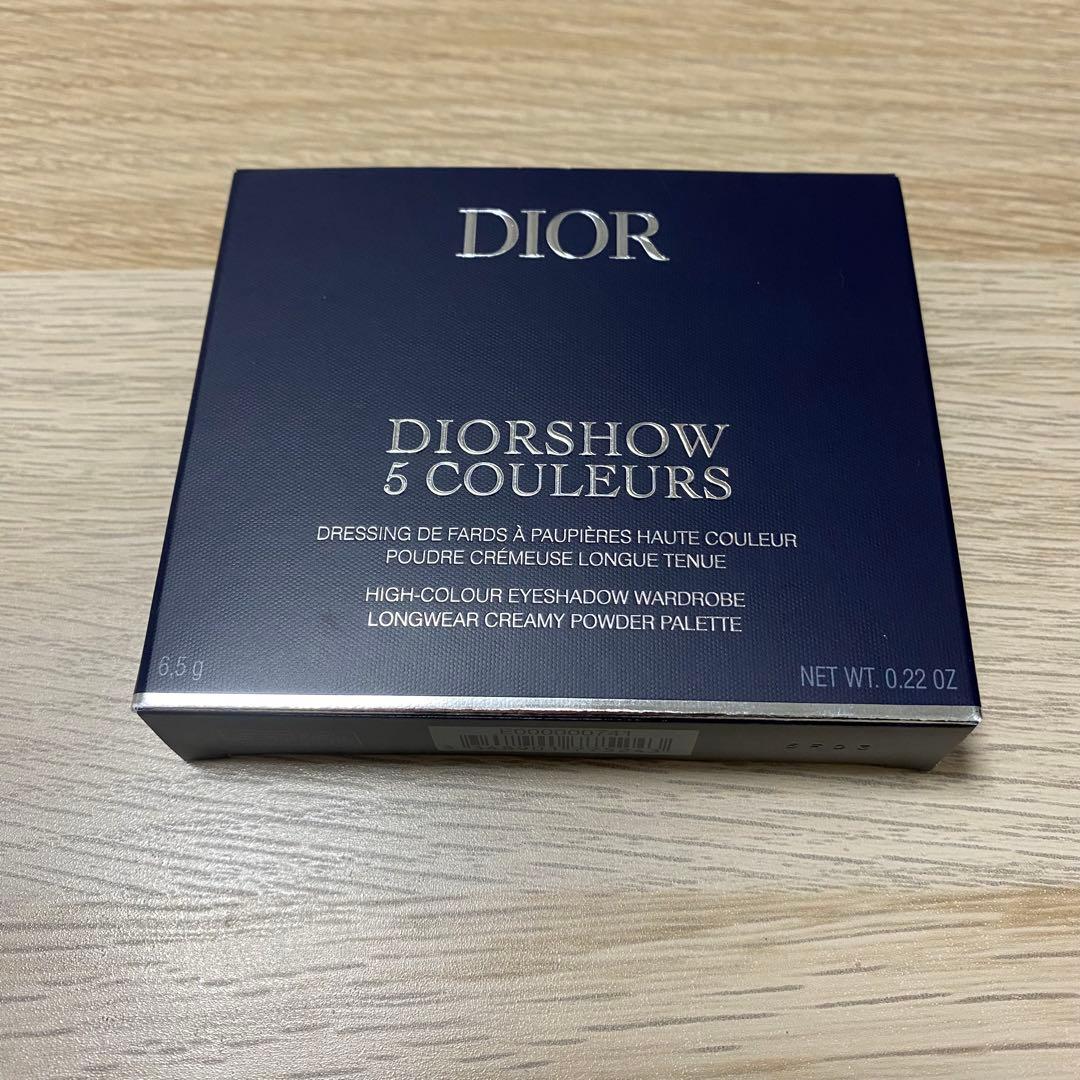 DIOR
DIORSHOW
5 COULEURS
DRESSING DE FARDS À PAUPIÈRES HAUTE COULEUR
POUDRE CRÉMEUSE LONGUE TENUE
HIGH-COLOUR EYESHADOW WARDROBE
LONGWEAR CREAMY POWDER PALETTE
6,5 g
NET WT. 0.22 OZ
E000000741